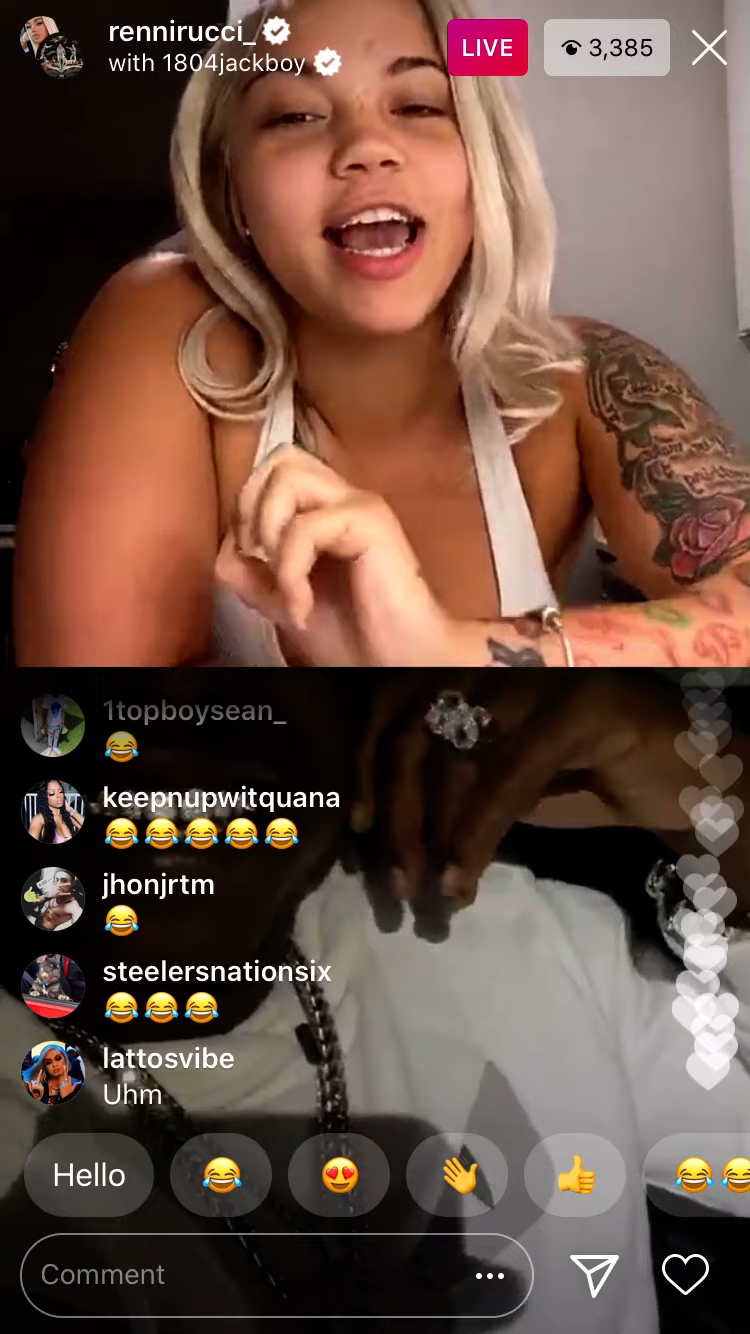 rennirucci_
with 1804jackboy
LIVE
3,385
1topboysean_
😂
keepnupwitquana
😂😂😂😂😂
jhonjrtm
😂
steelersnationsix
😂😂😂
lattosvibe
Uhm
Hello 😂 😍 👋 👍 😂😂
Comment